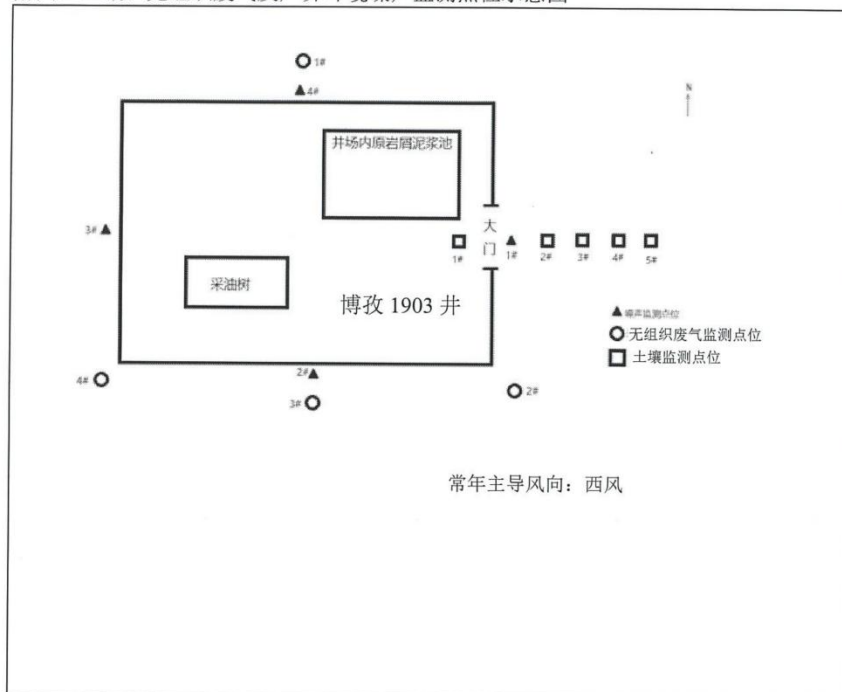 1#
4#
N
井场内原岩屑泥浆池
3#
大
门
1#
1#
2#
3#
4#
5#
采油树
博孜 1903 井
噪声监测点位
无组织废气监测点位
土壤监测点位
4#
2#
3#
2#
常年主导风向：西风